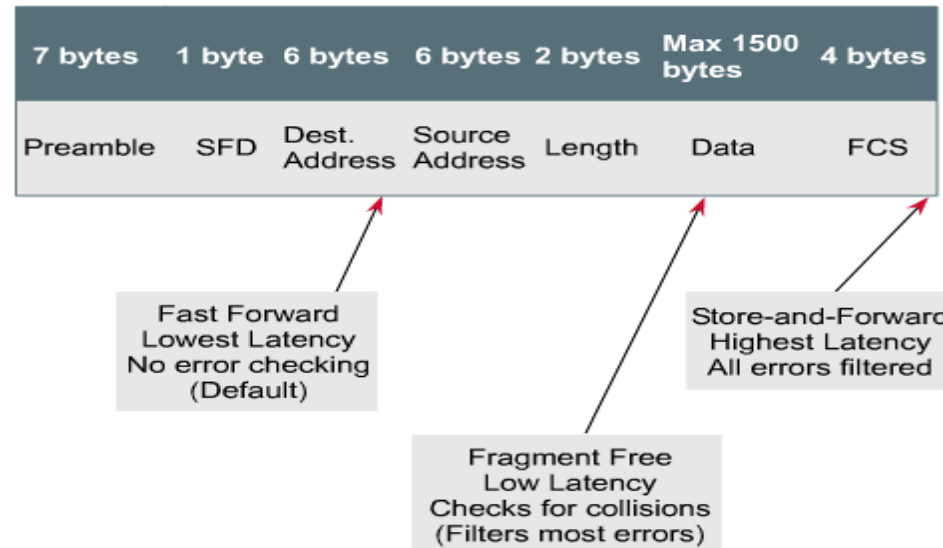 7 bytes 1 byte 6 bytes 6 bytes 2 bytes Max 1500 bytes 4 bytes
Preamble SFD Dest. Address Source Address Length Data FCS
Fast Forward
Lowest Latency
No error checking
(Default)
Fragment Free
Low Latency
Checks for collisions
(Filters most errors)
Store-and-Forward
Highest Latency
All errors filtered